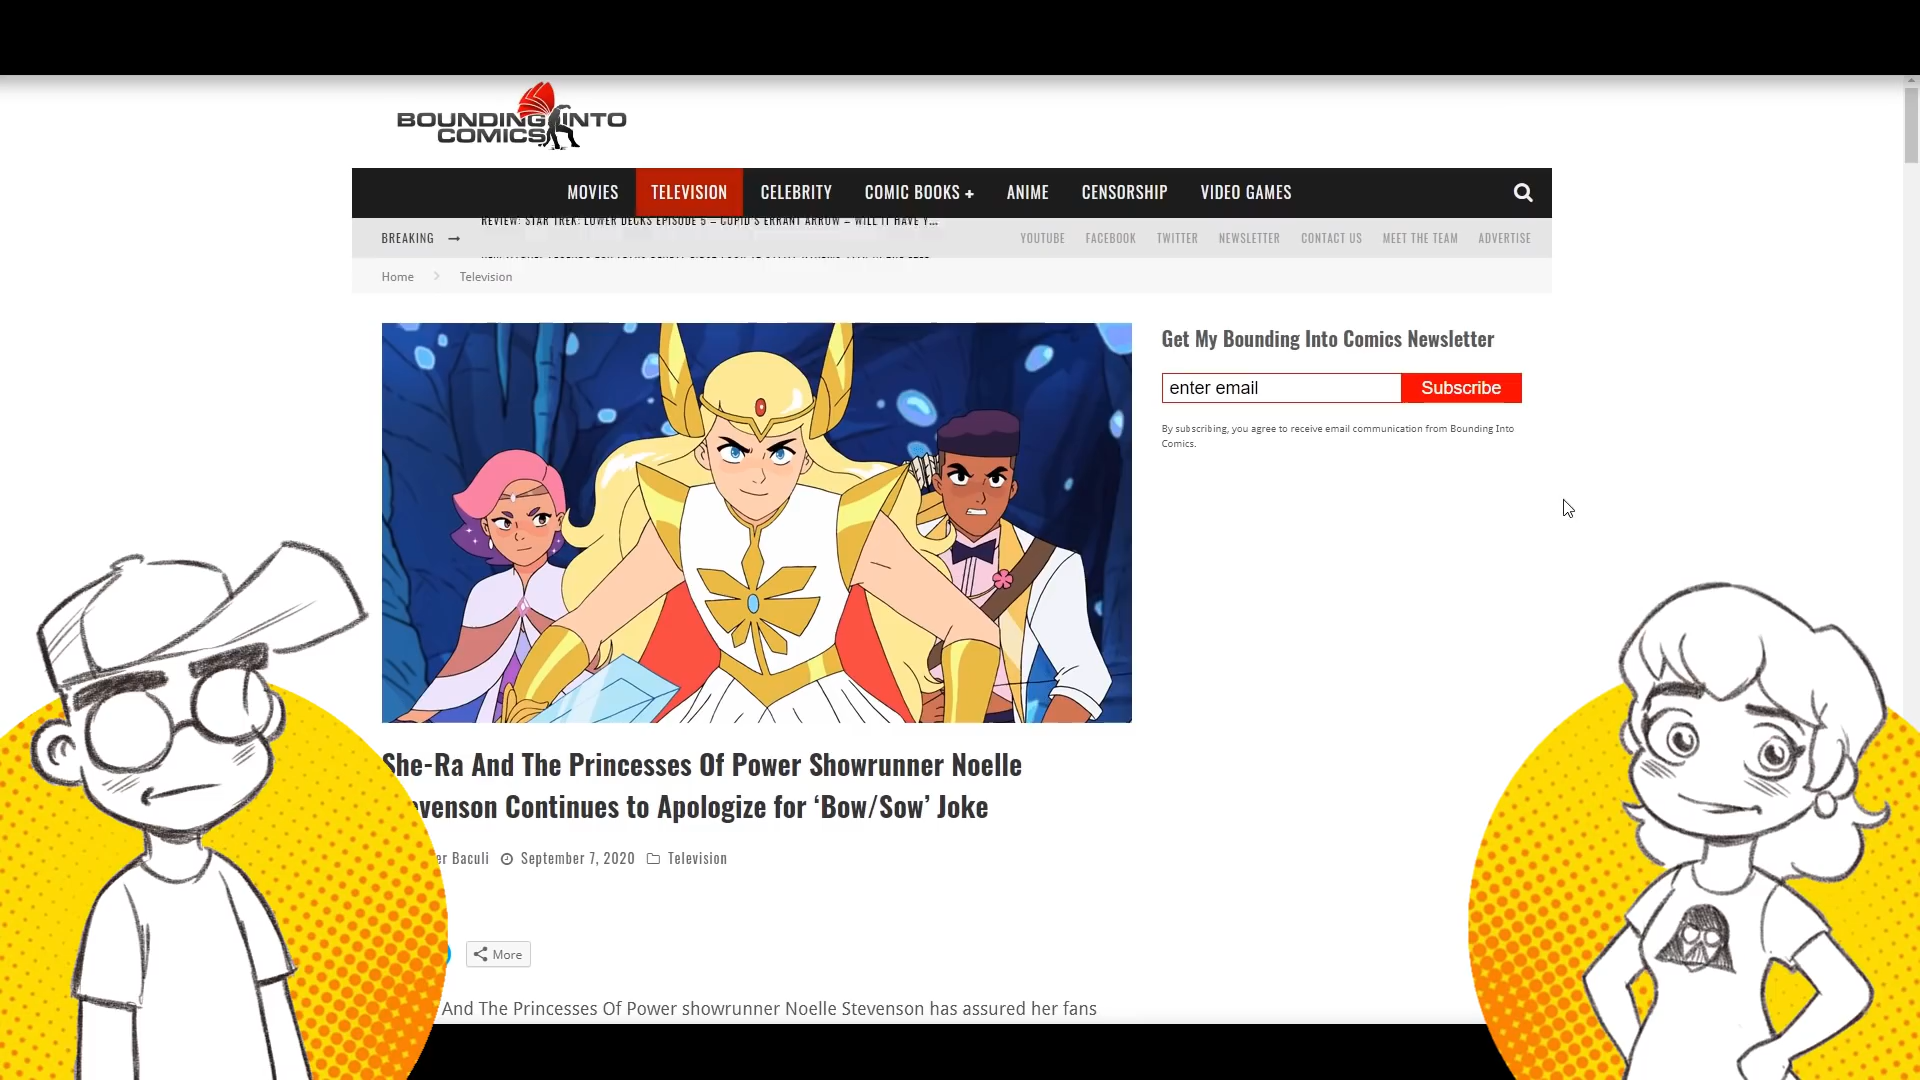 BOUNDING INTO
COMICS
MOVIES TELEVISION CELEBRITY COMIC BOOKS + ANIME CENSORSHIP VIDEO GAMES
REVIEW: STAR TREK: LOWER DECKS EPISODE 5 – CUPID'S ERRANT ARROW – WILL IT HAVE Y...
BREAKING → YOUTUBE FACEBOOK TWITTER NEWSLETTER CONTACT US MEET THE TEAM ADVERTISE
Home > Television
Get My Bounding Into Comics Newsletter
enter email Subscribe
By subscribing, you agree to receive email communication from Bounding Into
Comics.
She-Ra And The Princesses Of Power Showrunner Noelle
evenson Continues to Apologize for ‘Bow/Sow’ Joke
er Baculi September 7, 2020 Television
More
And The Princesses Of Power showrunner Noelle Stevenson has assured her fans